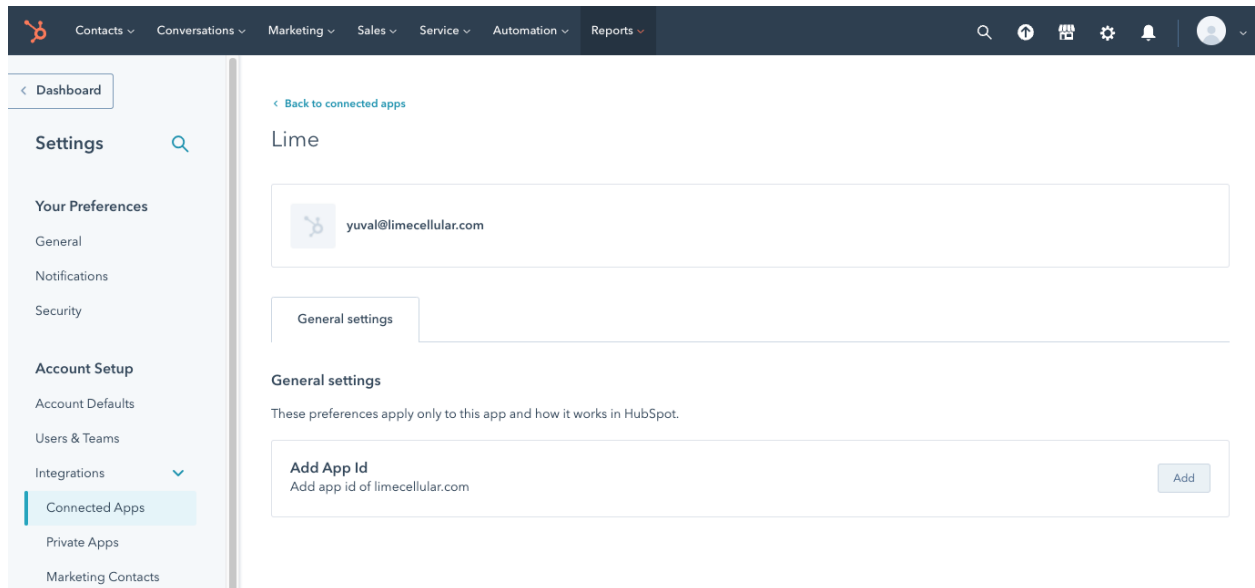 Contacts Conversations Marketing Sales Service Automation Reports
Dashboard
Settings
Your Preferences
General
Notifications
Security
Account Setup
Account Defaults
Users & Teams
Integrations
Connected Apps
Private Apps
Marketing Contacts
Back to connected apps
Lime
yuval@limecellular.com
General settings
General settings
These preferences apply only to this app and how it works in HubSpot.
Add App Id
Add app id of limecellular.com
Add